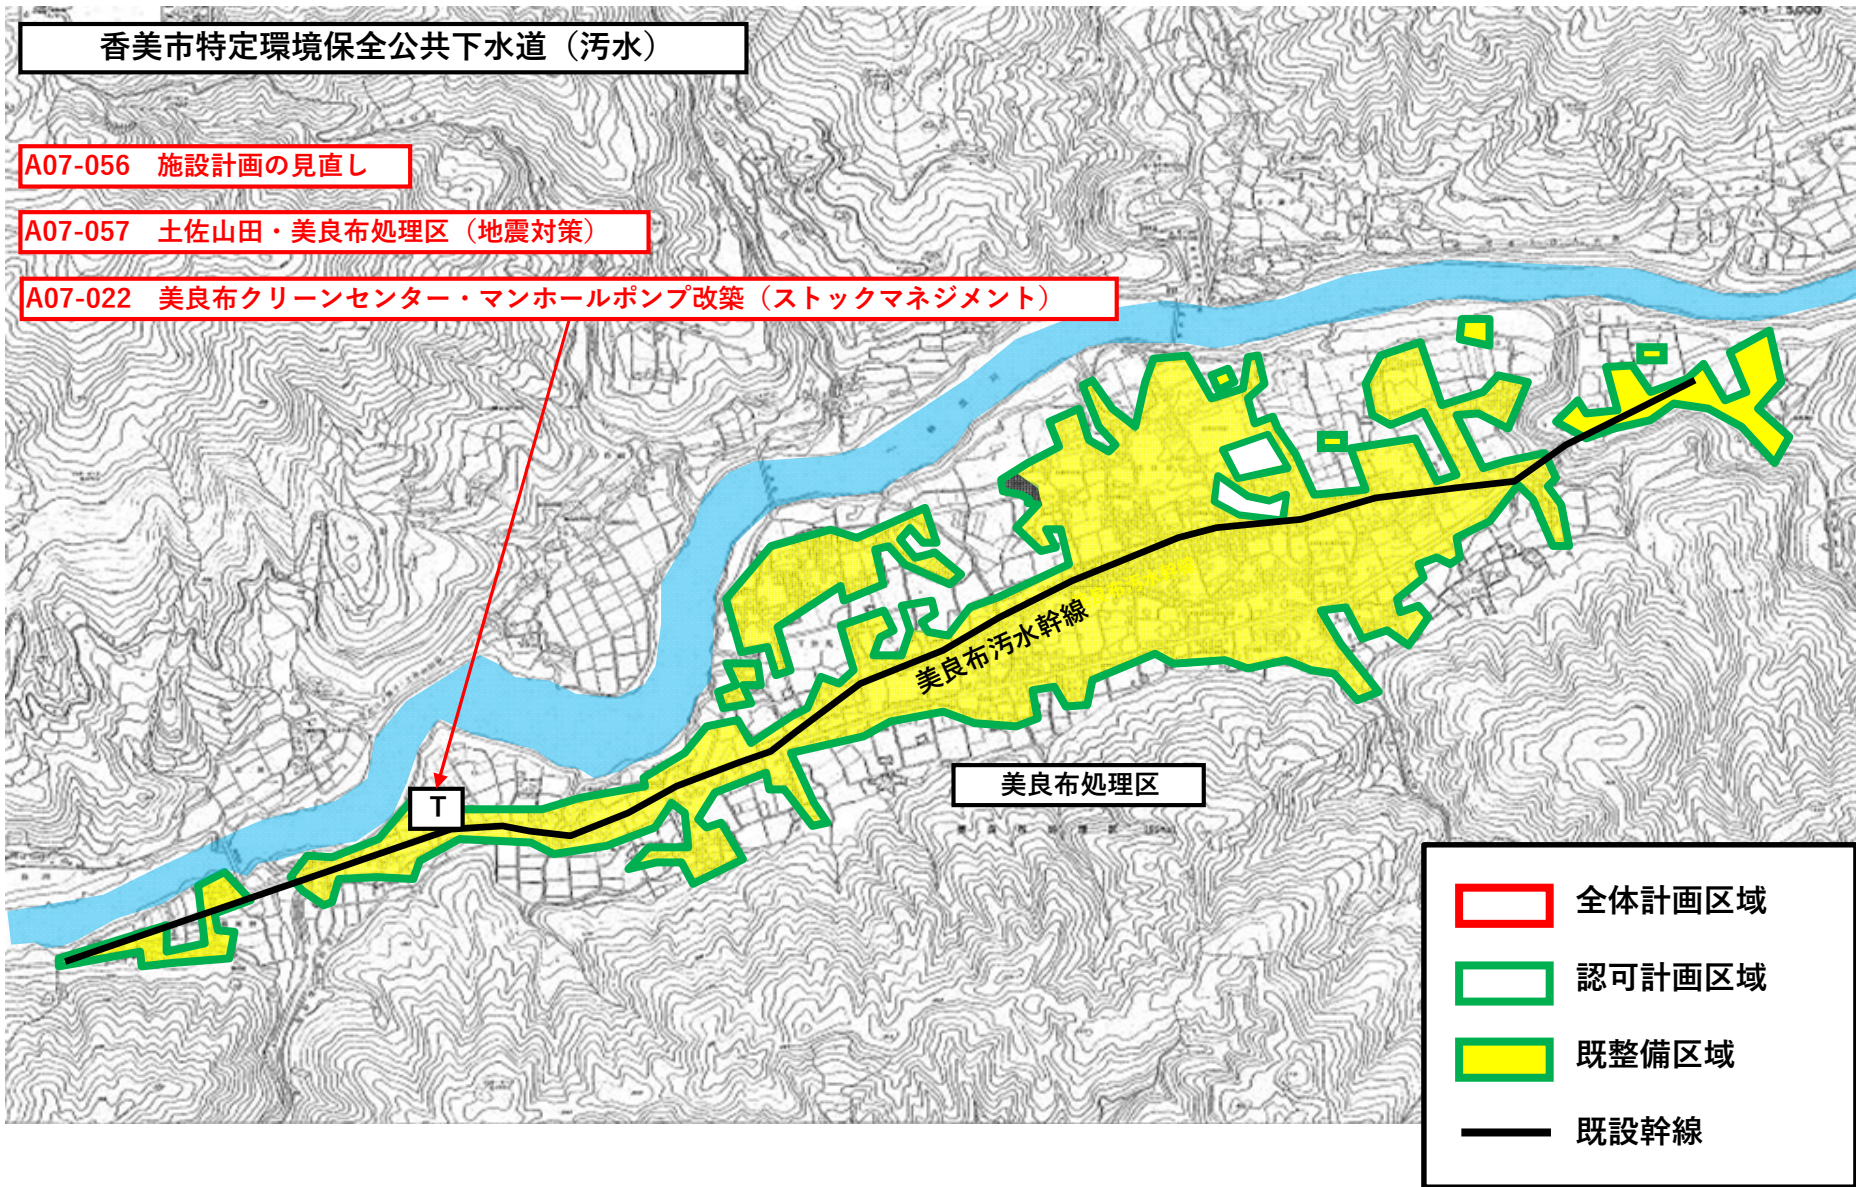 香美市特定環境保全公共下水道（汚水）
A07-056　施設計画の見直し
A07-057　土佐山田・美良布処理区（地震対策）
A07-022　美良布クリーンセンター・マンホールポンプ改築（ストックマネジメント）
美良布汚水幹線
T
美良布処理区
全体計画区域
認可計画区域
既整備区域
既設幹線